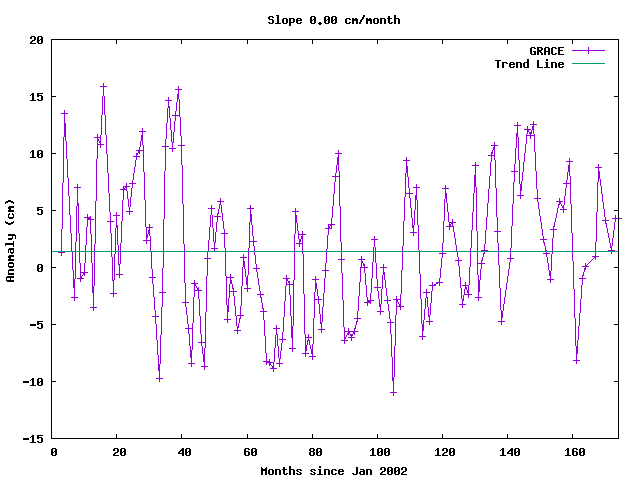 Slope 0.00 cm/month
GRACE
Trend Line
20
15
10
5
0
-5
-10
-15
Anomaly (cm)
0 20 40 60 80 100 120 140 160
Months since Jan 2002